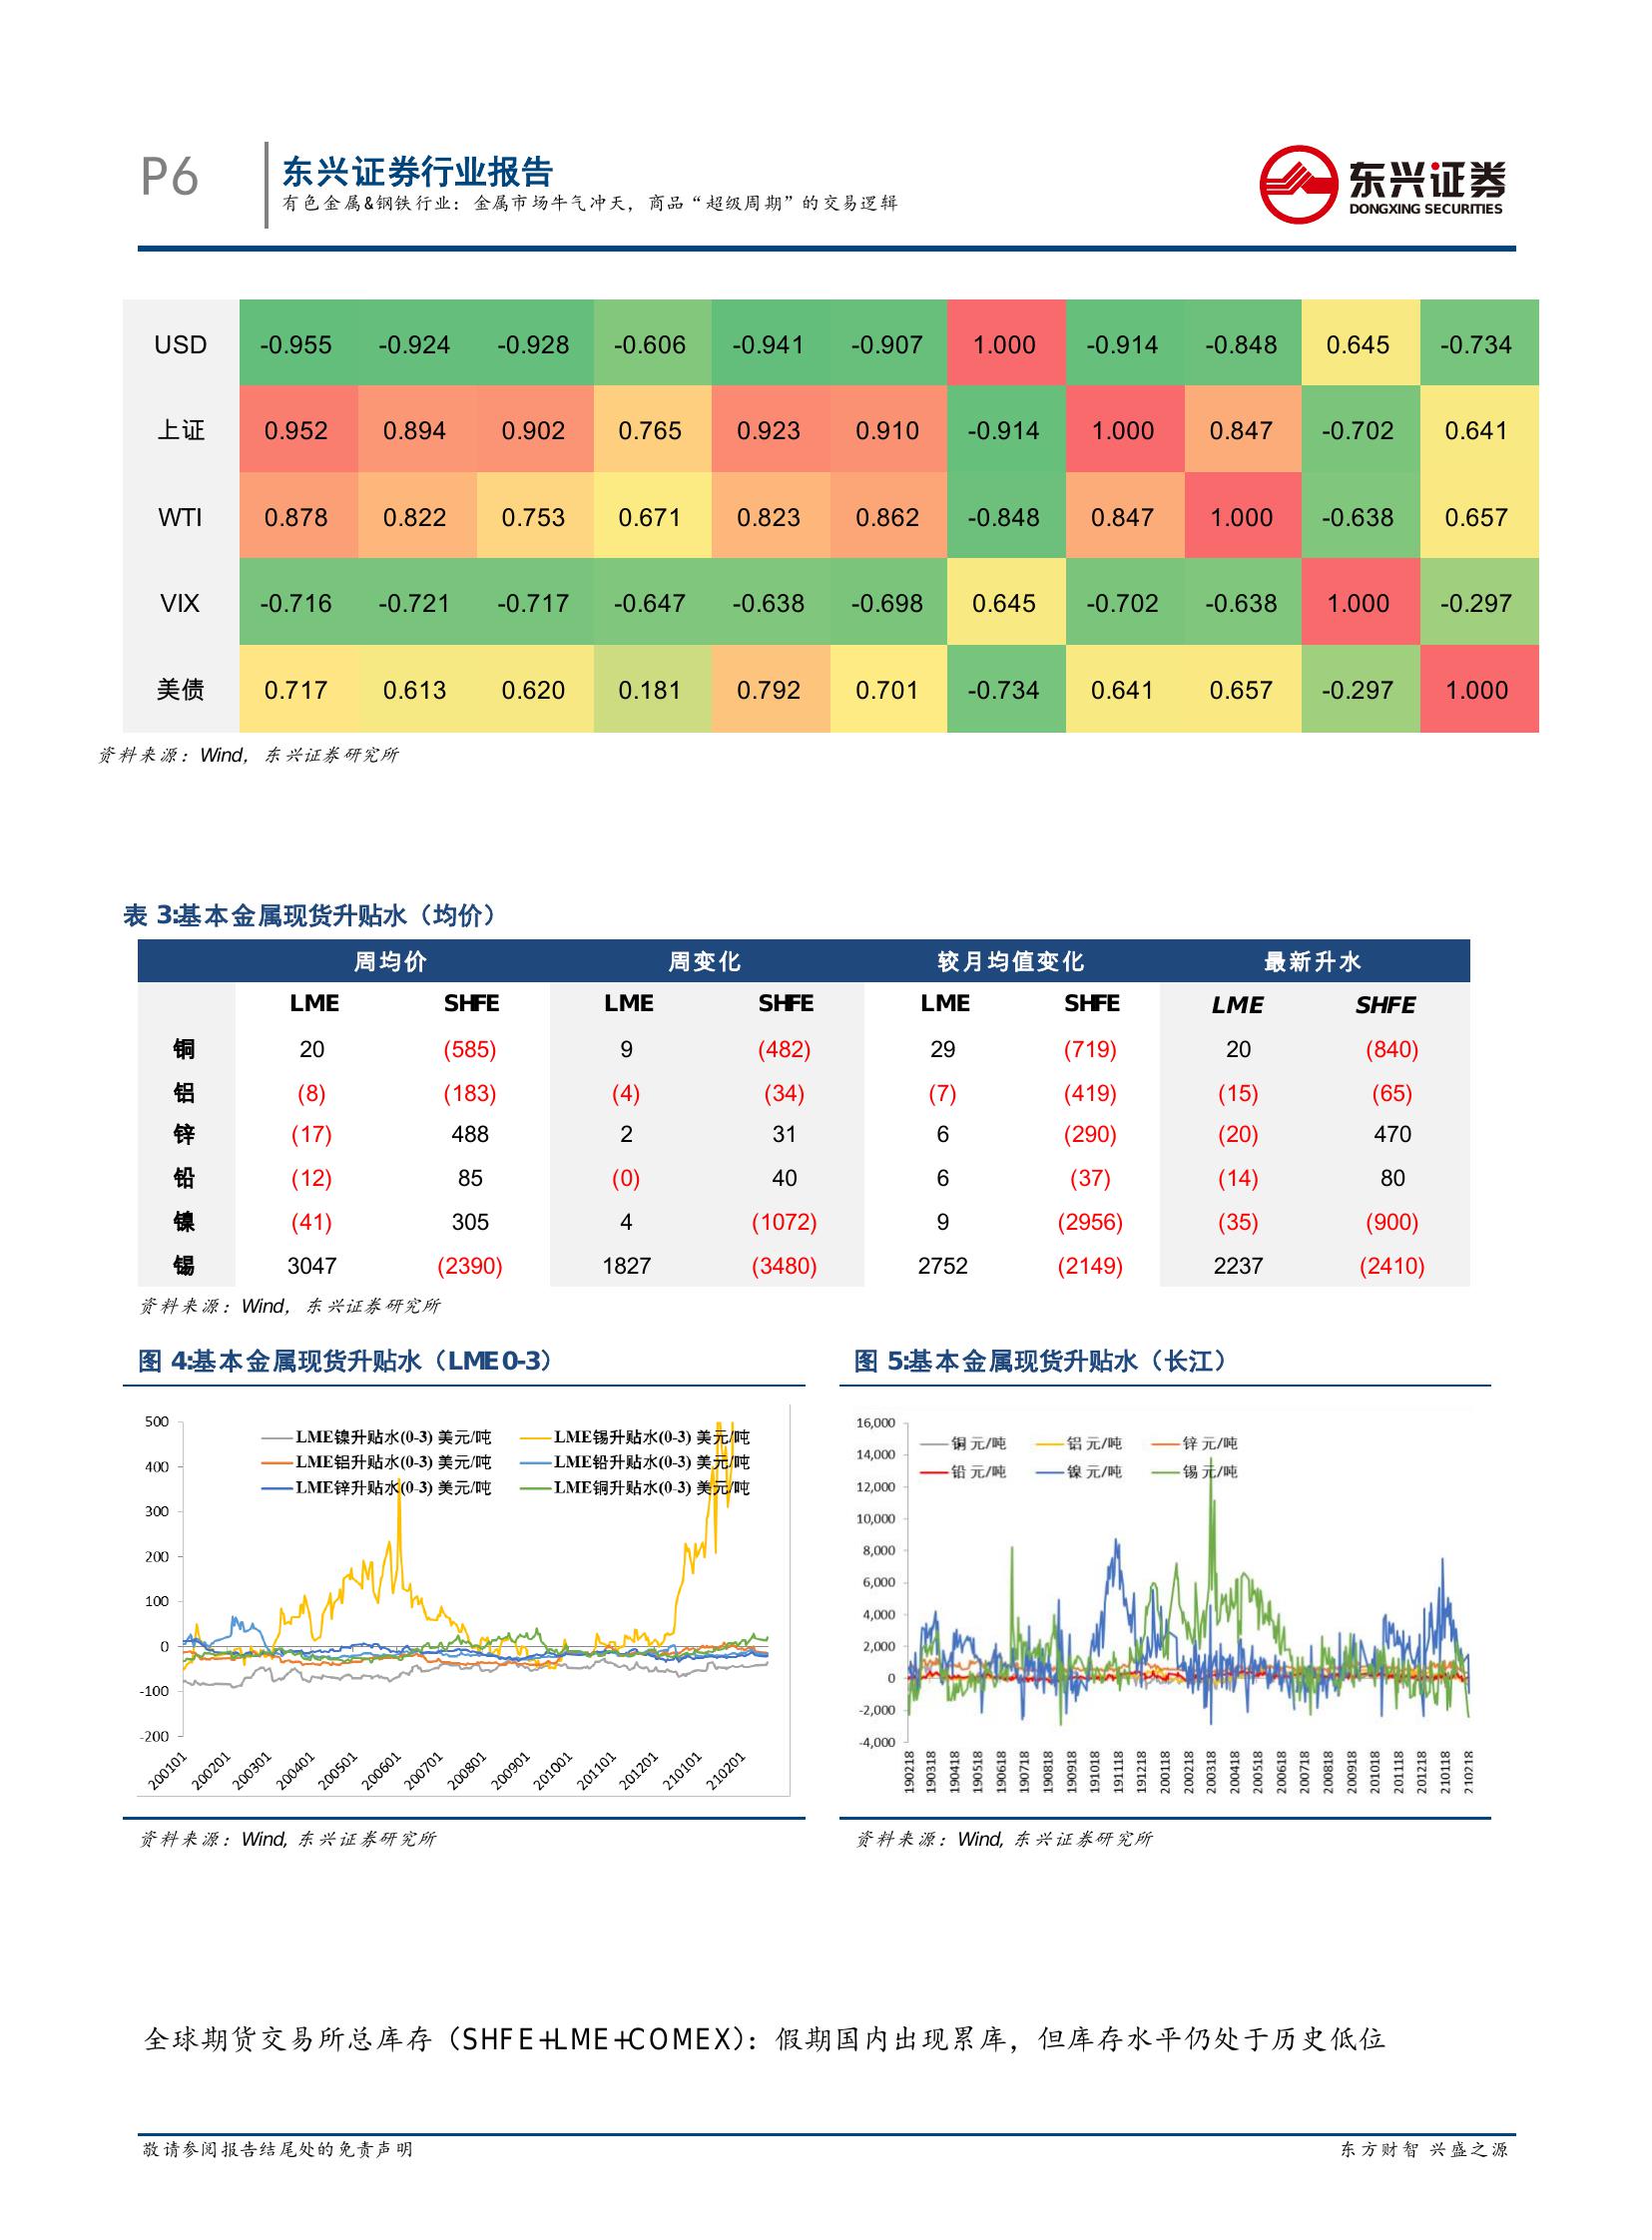 P6
东兴证券行业报告
有色金属&钢铁行业：金属市场牛气冲天，商品“超级周期”的交易逻辑
东兴证券
DONGXING SECURITIES
USD -0.955 -0.924 -0.928 -0.606 -0.941 -0.907 1.000 -0.914 -0.848 0.645 -0.734
上证 0.952 0.894 0.902 0.765 0.923 0.910 -0.914 1.000 0.847 -0.702 0.641
WTI 0.878 0.822 0.753 0.671 0.823 0.862 -0.848 0.847 1.000 -0.638 0.657
VIX -0.716 -0.721 -0.717 -0.647 -0.638 -0.698 0.645 -0.702 -0.638 1.000 -0.297
美债 0.717 0.613 0.620 0.181 0.792 0.701 -0.734 0.641 0.657 -0.297 1.000
资料来源：Wind，东兴证券研究所
表 3:基本金属现货升贴水（均价）
周均价 周变化 较月均值变化 最新升水
LME SHFE LME SHFE LME SHFE LME SHFE
铜 20 (585) 9 (482) 29 (719) 20 (840)
铝 (8) (183) (4) (34) (7) (419) (15) (65)
锌 (17) 488 2 31 6 (290) (20) 470
铅 (12) 85 (0) 40 6 (37) (14) 80
镍 (41) 305 4 (1072) 9 (2956) (35) (900)
锡 3047 (2390) 1827 (3480) 2752 (2149) 2237 (2410)
资料来源：Wind，东兴证券研究所
图 4:基本金属现货升贴水（LME0-3）
500
400
300
200
100
0
-100
-200
LME镍升贴水(0-3) 美元/吨 LME锡升贴水(0-3) 美元/吨
LME铝升贴水(0-3) 美元/吨 LME铅升贴水(0-3) 美元/吨
LME锌升贴水(0-3) 美元/吨 LME铜升贴水(0-3) 美元/吨
200101 200201 200301 200401 200501 200601 200701 200801 200901 201001 201101 201201 210101 210201
资料来源：Wind, 东兴证券研究所
图 5:基本金属现货升贴水（长江）
16,000
14,000
12,000
10,000
8,000
6,000
4,000
2,000
0
-2,000
-4,000
铜 元/吨 铝 元/吨 锌 元/吨
铅 元/吨 镍 元/吨 锡 元/吨
190218 190318 190418 190518 190618 190718 190818 190918 191018 191118 191218 200118 200218 200318 200418 200518 200618 200718 200818 200918 201018 201118 201218 210118 210218
资料来源：Wind, 东兴证券研究所
全球期货交易所总库存（SHFE+LME+COMEX）：假期国内出现累库，但库存水平仍处于历史低位
敬请参阅报告结尾处的免责声明
东方财智 兴盛之源